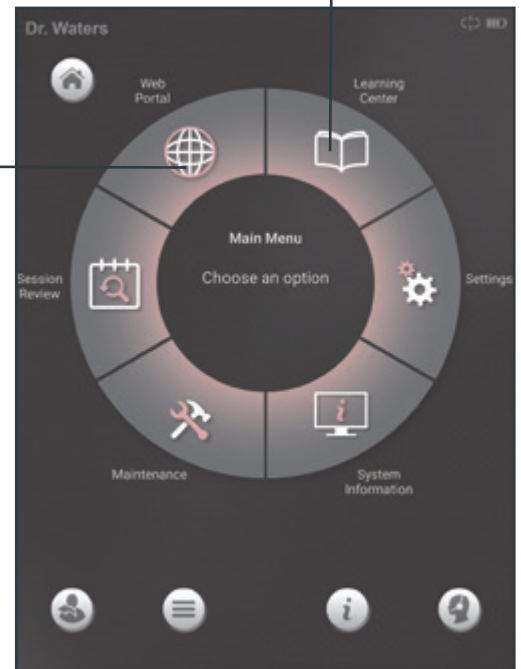 Dr. Waters
Web
Portal
Learning
Center
Session
Review
Main Menu
Choose an option
Settings
Maintenance
System
Information